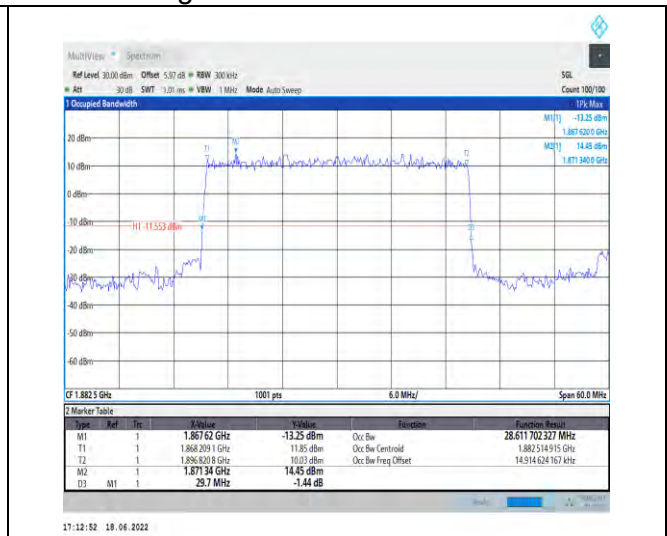 MultiView Spectrum
Ref Level 30.00 dBm Offset 5.97 dB RBW 300 kHz SGL
Att 30 dB SWT 1.01 ms VBW 1 MHz Mode Auto Sweep Count 100/100
1 Occupied Bandwidth 1Pk Max
M1[1] -13.25 dBm
1.867 620 0 GHz
M2[1] 14.45 dBm
1.871 340 0 GHz
20 dBm
T1 M2 T2
10 dBm
0 dBm
-10 dBm
M1
H1 -11.553 dBm
D3
-20 dBm
-30 dBm
-40 dBm
-50 dBm
-60 dBm
CF 1.882 5 GHz 1001 pts 6.0 MHz/ Span 60.0 MHz
2 Marker Table
Type Ref Trc X-Value Y-Value Function Function Result
M1 1 1.867 62 GHz -13.25 dBm Occ Bw 28.611 702 327 MHz
T1 1 1.868 209 1 GHz 11.85 dBm Occ Bw Centroid 1.882 514 915 GHz
T2 1 1.896 820 8 GHz 10.03 dBm Occ Bw Freq Offset 14.914 624 167 kHz
M2 1 1.871 34 GHz 14.45 dBm
D3 M1 1 29.7 MHz -1.44 dB
17:12:52 18.06.2022